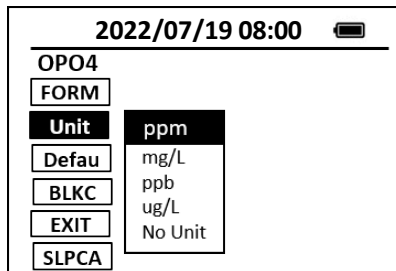 2022/07/19 08:00
OPO4
FORM
Unit
Defau
BLKC
EXIT
SLPCA
ppm
mg/L
ppb
ug/L
No Unit